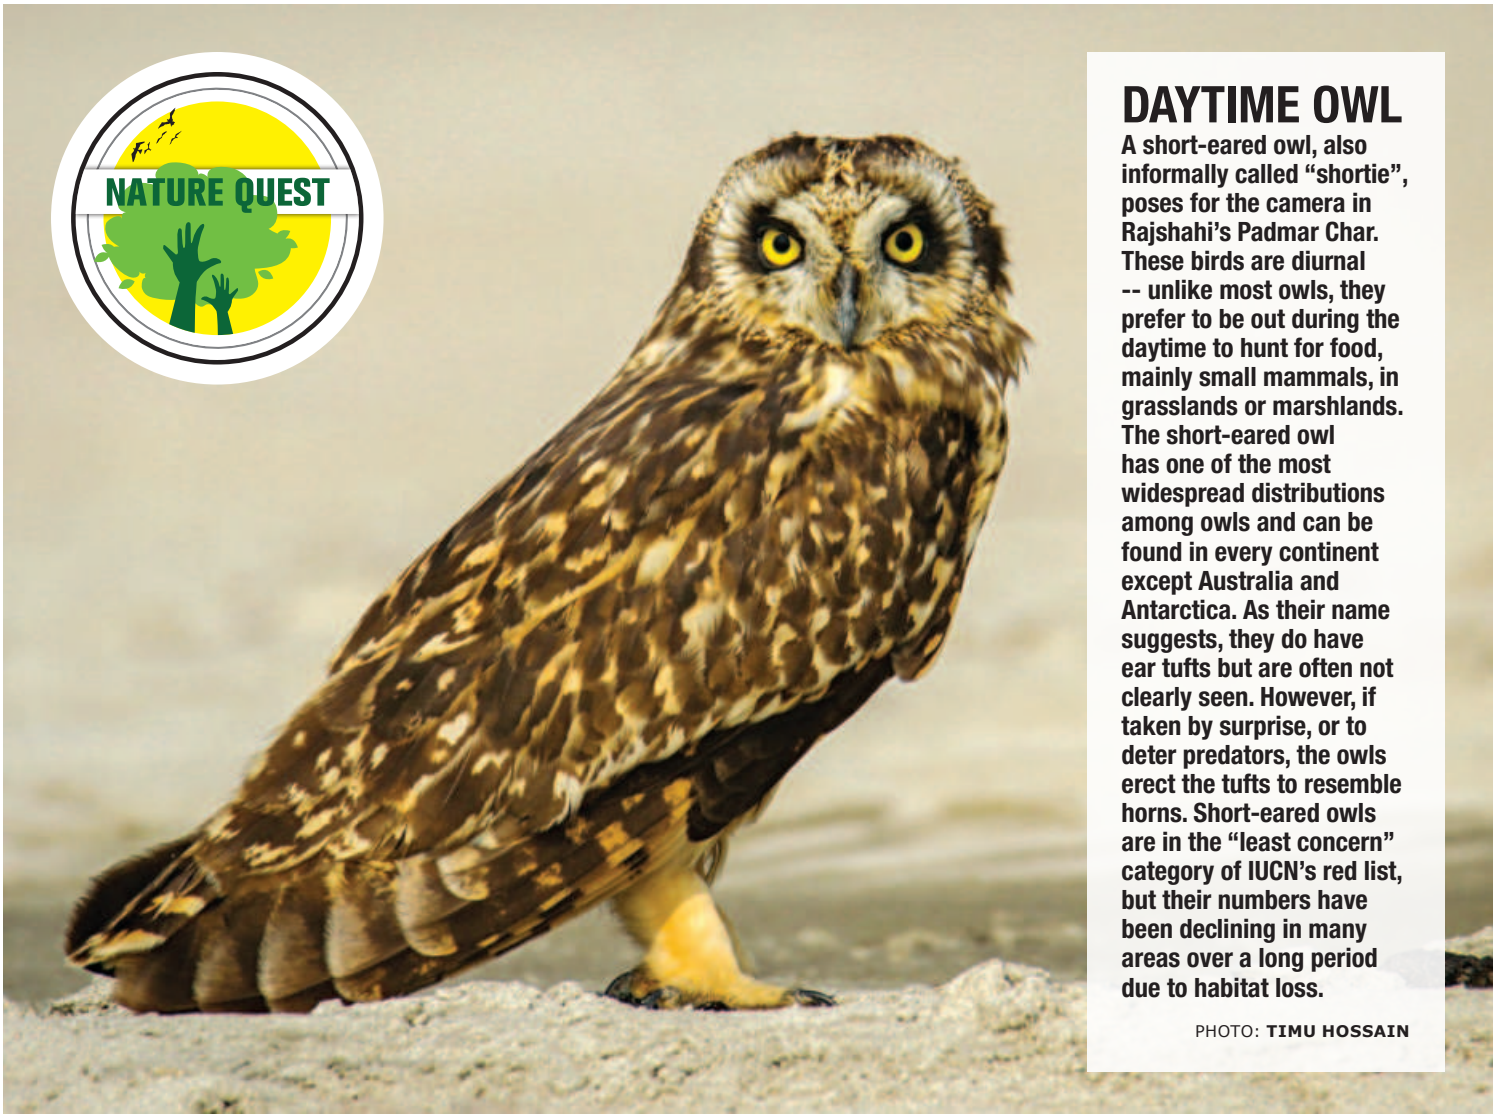 NATURE QUEST
DAYTIME OWL
A short-eared owl, also
informally called “shortie”,
poses for the camera in
Rajshahi’s Padmar Char.
These birds are diurnal
-- unlike most owls, they
prefer to be out during the
daytime to hunt for food,
mainly small mammals, in
grasslands or marshlands.
The short-eared owl
has one of the most
widespread distributions
among owls and can be
found in every continent
except Australia and
Antarctica. As their name
suggests, they do have
ear tufts but are often not
clearly seen. However, if
taken by surprise, or to
deter predators, the owls
erect the tufts to resemble
horns. Short-eared owls
are in the “least concern”
category of IUCN’s red list,
but their numbers have
been declining in many
areas over a long period
due to habitat loss.
PHOTO: TIMU HOSSAIN